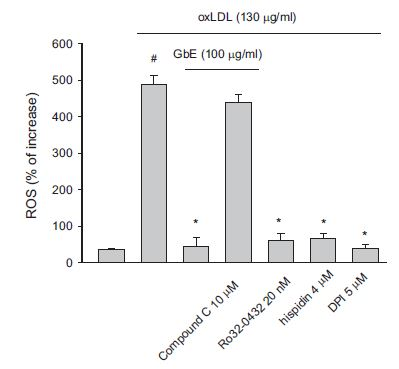 oxLDL (130 μg/ml)
GbE (100 μg/ml)
600
500
400
300
200
100
0
ROS (% of increase)
#
*
*
*
*
Compound C 10 μM
Ro32-0432 20 nM
hispidin 4 μM
DPI 5 μM